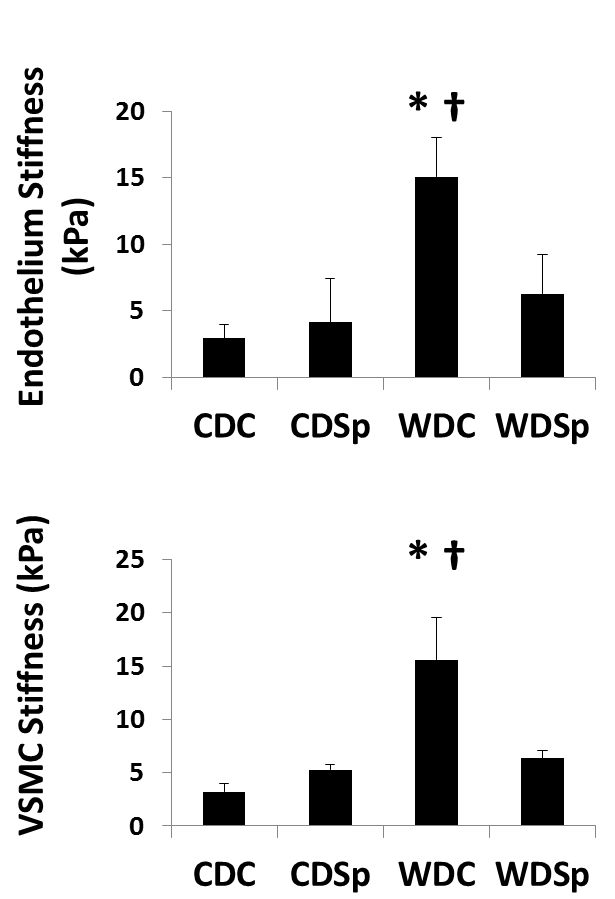 Endothelium Stiffness
(kPa)
* †
20
15
10
5
0
CDC CDSp WDC WDSp
VSMC Stiffness (kPa)
* †
25
20
15
10
5
0
CDC CDSp WDC WDSp